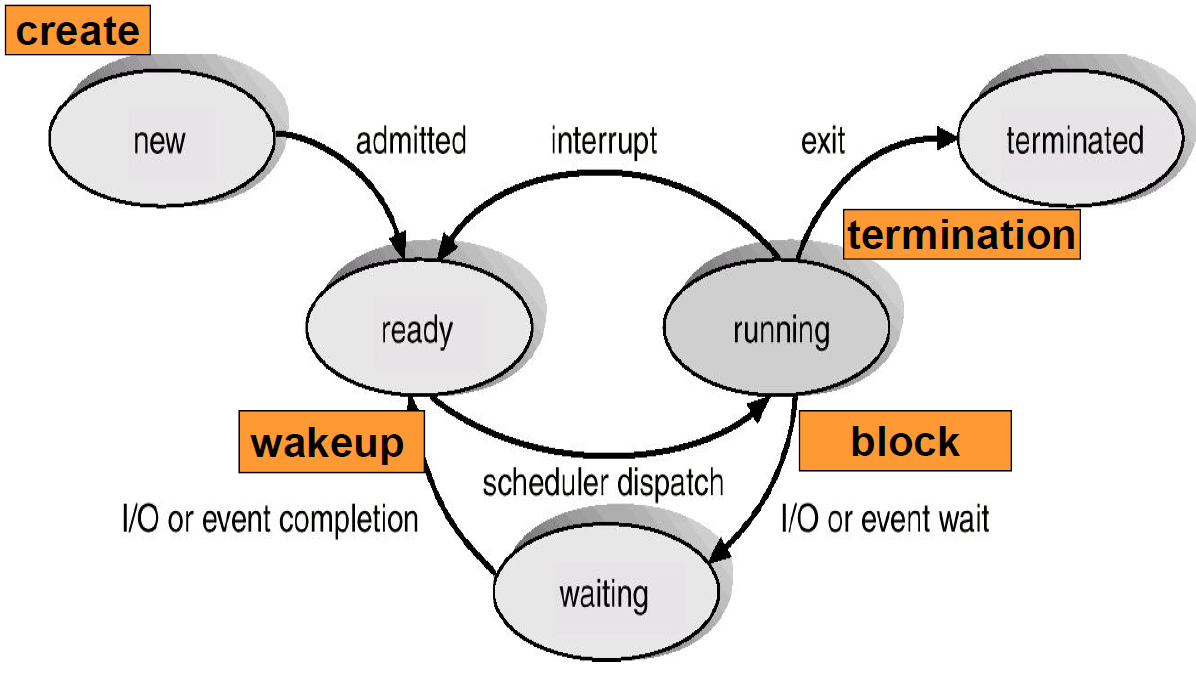 create
new
admitted
interrupt
exit
terminated
termination
ready
running
wakeup
block
scheduler dispatch
I/O or event completion
I/O or event wait
waiting